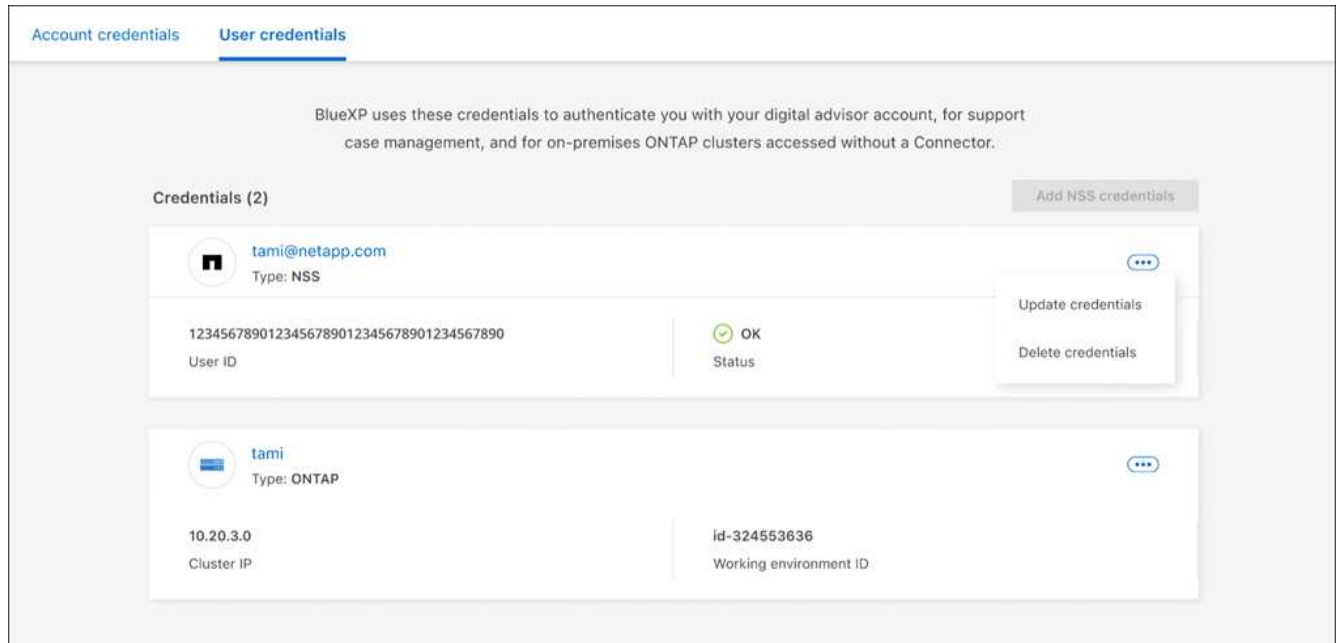 Account credentials
User credentials
BlueXP uses these credentials to authenticate you with your digital advisor account, for support
case management, and for on-premises ONTAP clusters accessed without a Connector.
Credentials (2)
Add NSS credentials
tami@netapp.com
Type: NSS
Update credentials
Delete credentials
1234567890123456789012345678901234567890
User ID
OK
Status
tami
Type: ONTAP
10.20.3.0
Cluster IP
id-324553636
Working environment ID